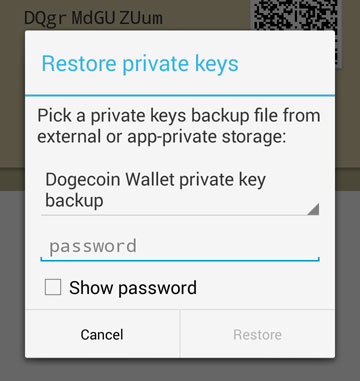 DQgr MdGU ZUum
Restore private keys
Pick a private keys backup file from
external or app-private storage:
Dogecoin Wallet private key
backup
password
Show password
Cancel Restore